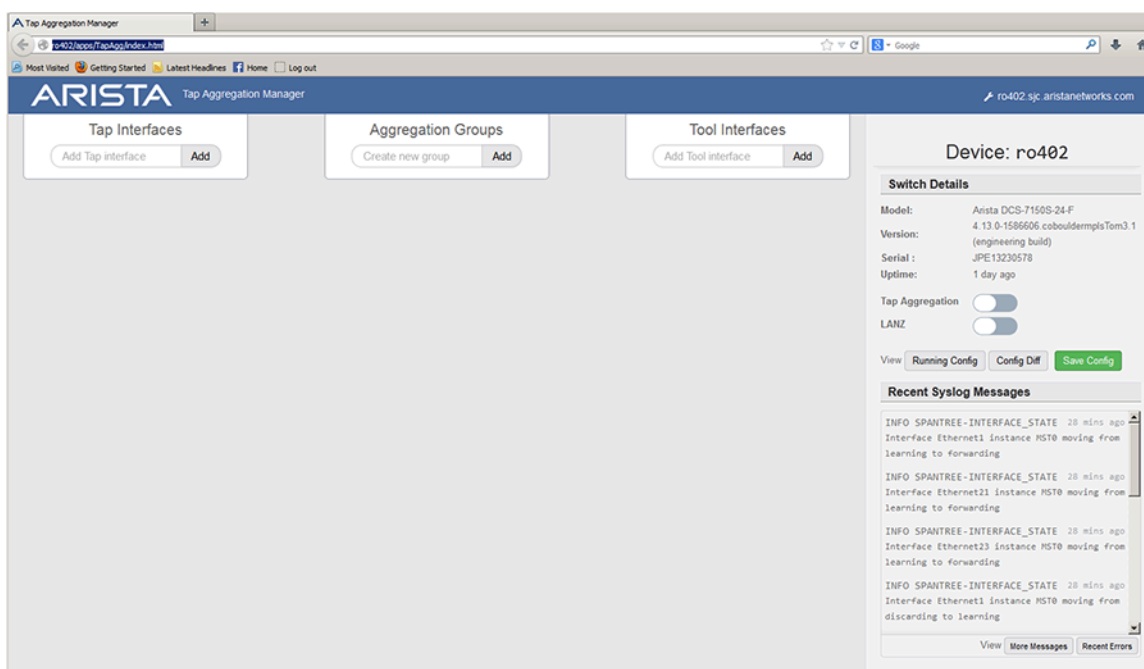 Tap Aggregation Manager
+
ro402/apps/TapAgg/index.html
Google
Most Visited Getting Started Latest Headlines Home Log out
ARISTA Tap Aggregation Manager
ro402.sjc.aristanetworks.com
Tap Interfaces
Add Tap interface Add
Aggregation Groups
Create new group Add
Tool Interfaces
Add Tool interface Add
Device: ro402
Switch Details
Model: Arista DCS-7150S-24-F
Version: 4.13.0-1586606.cobouldermplsTom3.1
(engineering build)
Serial : JPE13230578
Uptime: 1 day ago
Tap Aggregation
LANZ
View Running Config Config Diff Save Config
Recent Syslog Messages
INFO SPANTREE-INTERFACE_STATE 28 mins ago
Interface Ethernet1 instance MST0 moving from
learning to forwarding
INFO SPANTREE-INTERFACE_STATE 28 mins ago
Interface Ethernet21 instance MST0 moving from
learning to forwarding
INFO SPANTREE-INTERFACE_STATE 28 mins ago
Interface Ethernet23 instance MST0 moving from
learning to forwarding
INFO SPANTREE-INTERFACE_STATE 28 mins ago
Interface Ethernet1 instance MST0 moving from
discarding to learning
View More Messages Recent Errors